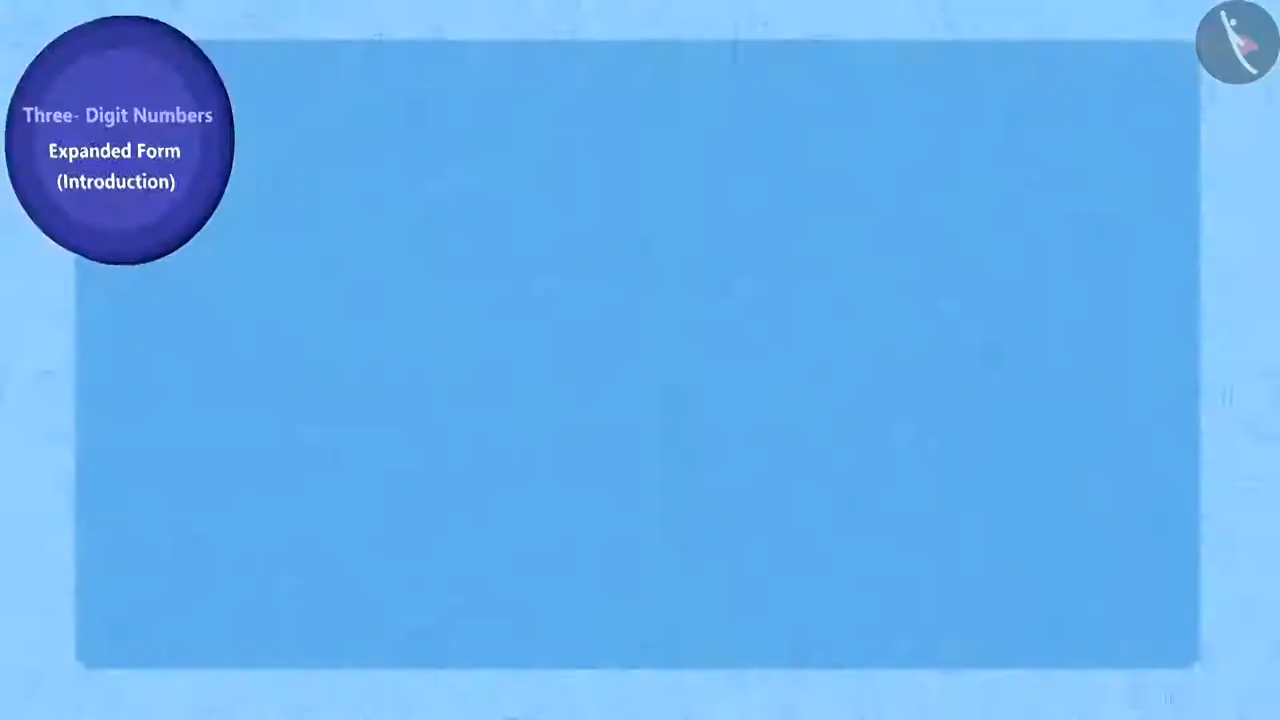 Three- Digit Numbers
Expanded Form
(Introduction)